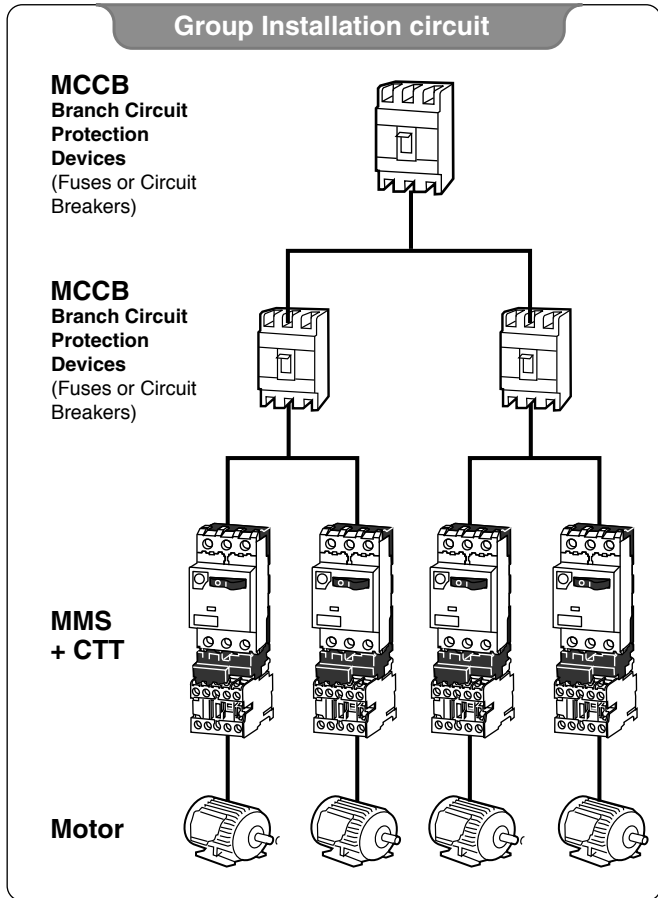 Group Installation circuit
MCCB
Branch Circuit
Protection
Devices
(Fuses or Circuit
Breakers)
MCCB
Branch Circuit
Protection
Devices
(Fuses or Circuit
Breakers)
MMS
+ CTT
Motor